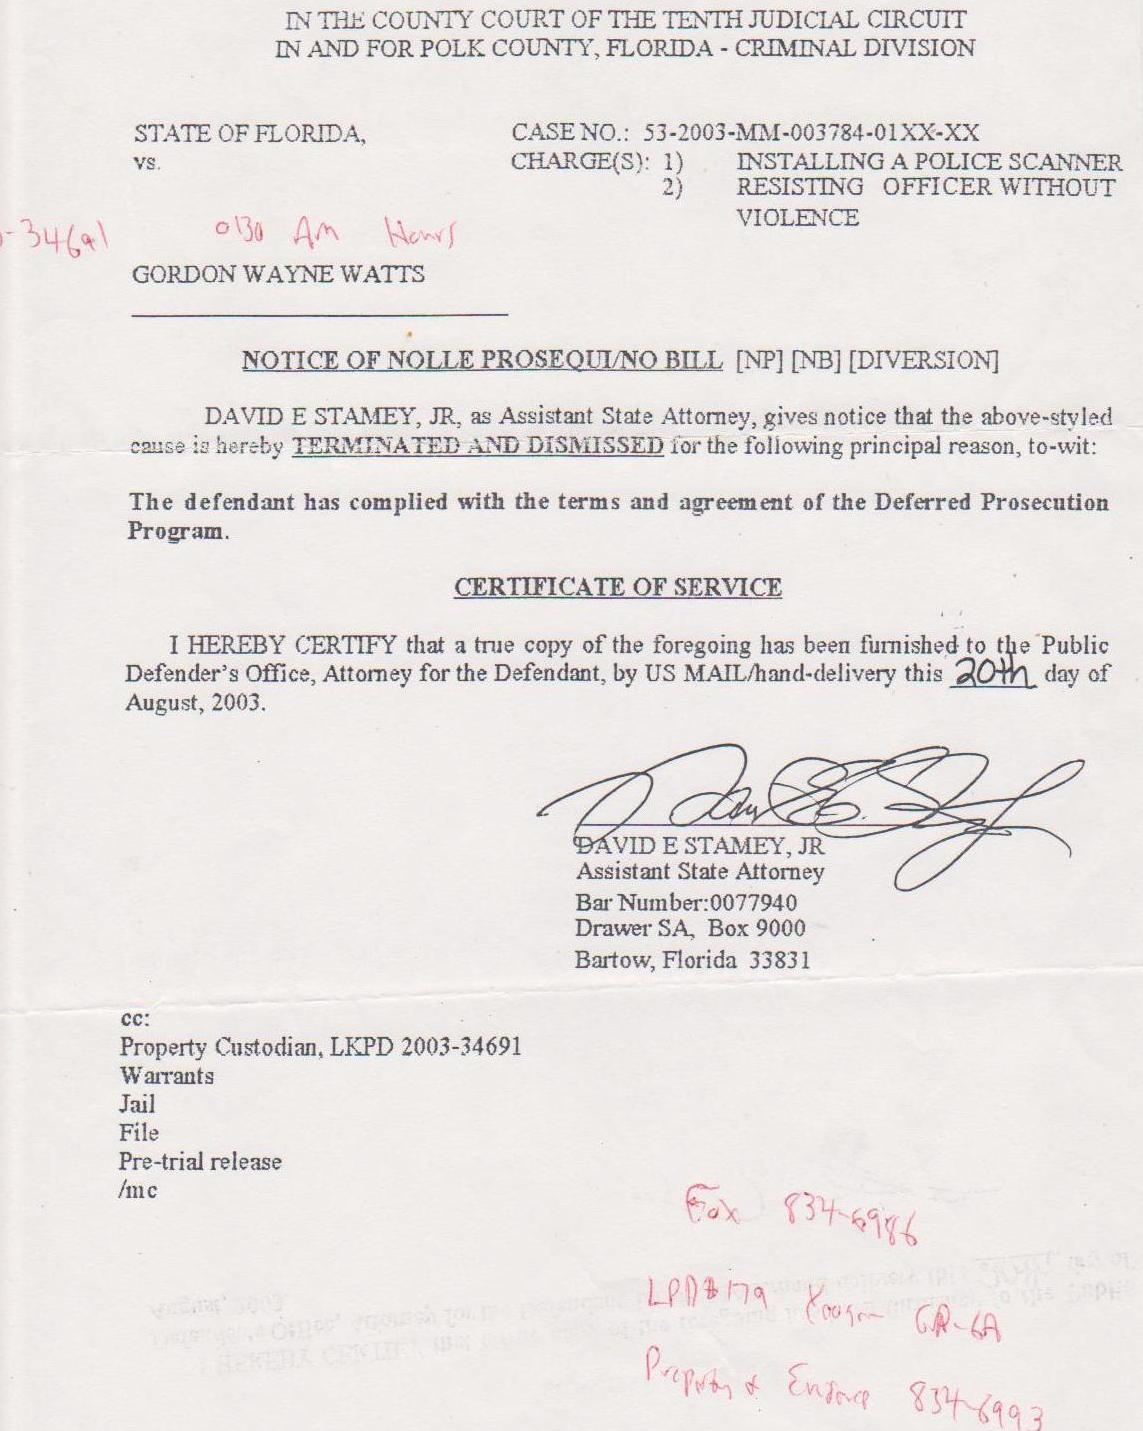 IN THE COUNTY COURT OF THE TENTH JUDICIAL CIRCUIT
IN AND FOR POLK COUNTY, FLORIDA - CRIMINAL DIVISION
STATE OF FLORIDA, CASE NO.: 53-2003-MM-003784-01XX-XX
vs. CHARGE(S): 1) INSTALLING A POLICE SCANNER
2) RESISTING OFFICER WITHOUT
VIOLENCE
-34691 0130 AM Hours
GORDON WAYNE WATTS
NOTICE OF NOLLE PROSEQUI/NO BILL [NP] [NB] [DIVERSION]
DAVID E STAMEY, JR, as Assistant State Attorney, gives notice that the above-styled
cause is hereby TERMINATED AND DISMISSED for the following principal reason, to-wit:
The defendant has complied with the terms and agreement of the Deferred Prosecution
Program.
CERTIFICATE OF SERVICE
I HEREBY CERTIFY that a true copy of the foregoing has been furnished to the Public
Defender's Office, Attorney for the Defendant, by US MAIL/hand-delivery this 20th day of
August, 2003.
David E. Stamey Jr
DAVID E STAMEY, JR
Assistant State Attorney
Bar Number:0077940
Drawer SA, Box 9000
Bartow, Florida 33831
cc:
Property Custodian, LKPD 2003-34691
Warrants
Jail
File
Pre-trial release
/mc
Fax 834-6986
LPD# 179
Property & Evidence 834-6993